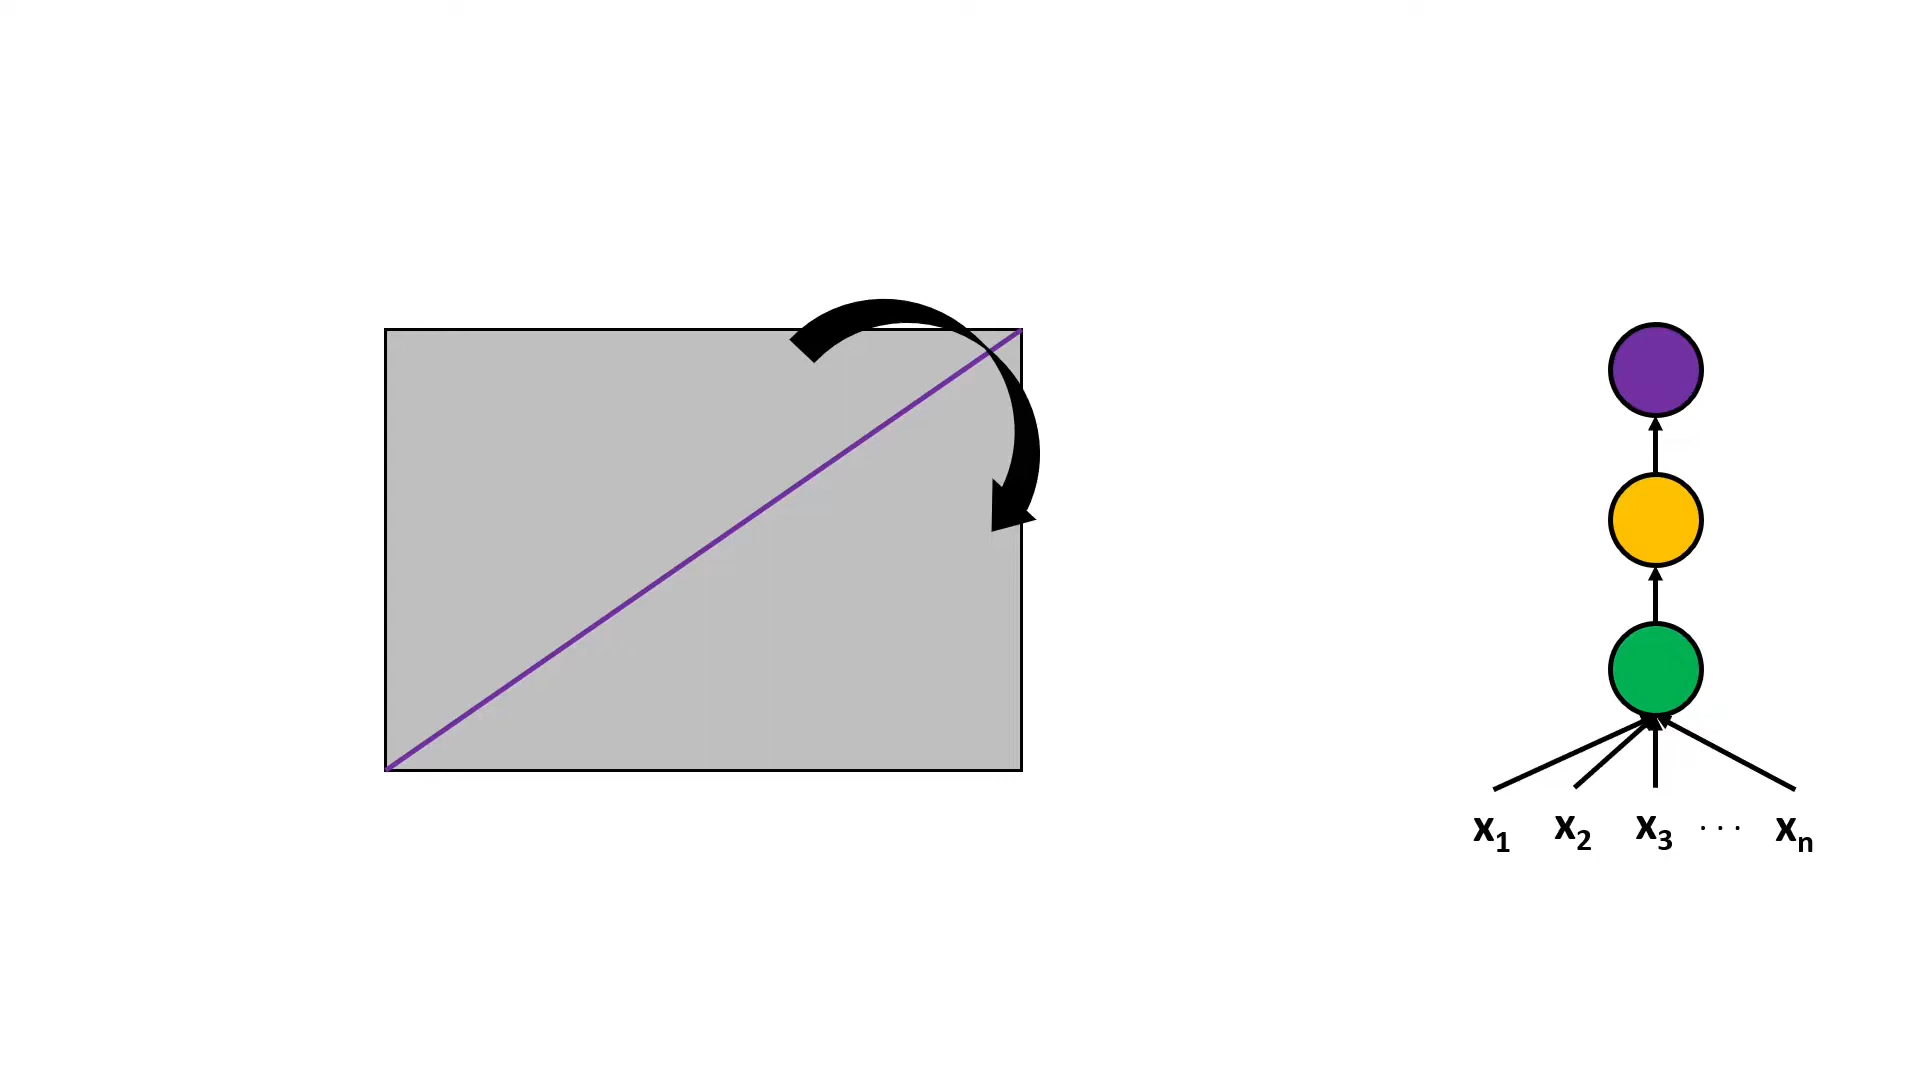 x₁ x₂ x₃ ··· xₙ